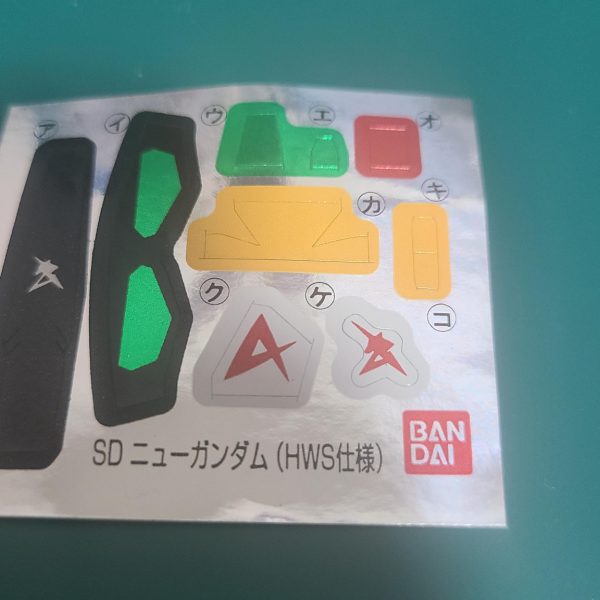 ア イ ウ エ オ
カ キ
ク ケ コ
A
SD ニューガンダム (HWS仕様)
BAN
DAI